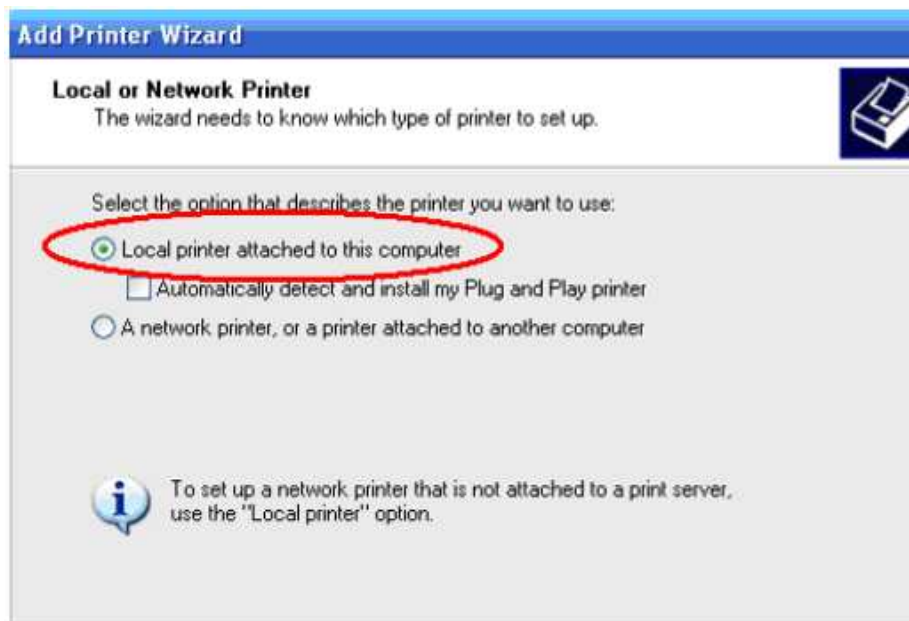 Add Printer Wizard
Local or Network Printer
The wizard needs to know which type of printer to set up.
Select the option that describes the printer you want to use:
Local printer attached to this computer
Automatically detect and install my Plug and Play printer
A network printer, or a printer attached to another computer
To set up a network printer that is not attached to a print server,
use the "Local printer" option.